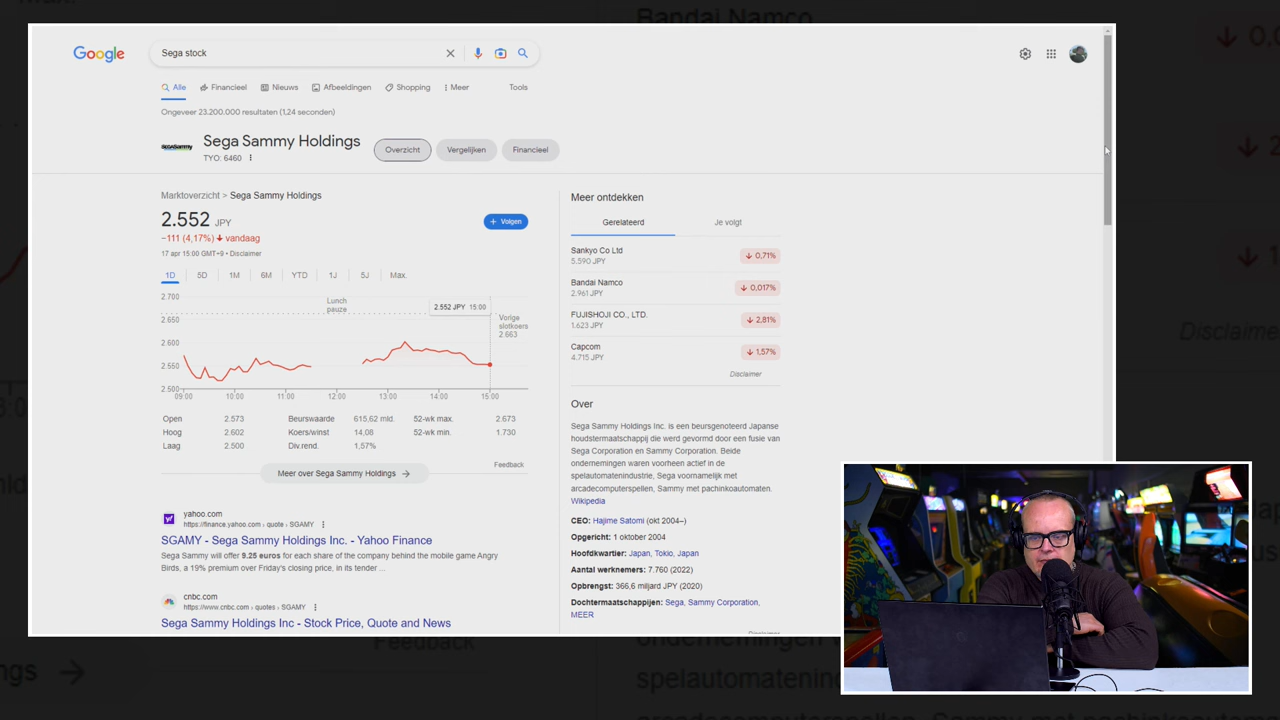 Bandai Namco
Google
Sega stock
Alle
Financieel
Nieuws
Afbeeldingen
Shopping
Meer
Tools
Ongeveer 23.200.000 resultaten (1,24 seconden)
SEGASammy
Sega Sammy Holdings
TYO: 6460
Overzicht
Vergelijken
Financieel
Marktoverzicht > Sega Sammy Holdings
2.552 JPY
−111 (4,17%) ↓ vandaag
17 apr 15:00 GMT+9 • Disclaimer
+ Volgen
1D
5D
1M
6M
YTD
1J
5J
Max.
2.700
2.650
2.600
2.550
2.500
Lunch
pauze
2.552 JPY 15:00
Vorige
slotkoers
2.663
09:00
10:00
11:00
12:00
13:00
14:00
15:00
Open 2.573
Hoog 2.602
Laag 2.500
Beurswaarde 615,62 mld.
Koers/winst 14,08
Div.rend. 1,57%
52-wk max. 2.673
52-wk min. 1.730
Feedback
Meer over Sega Sammy Holdings →
yahoo.com
https://finance.yahoo.com › quote › SGAMY
SGAMY - Sega Sammy Holdings Inc. - Yahoo Finance
Sega Sammy will offer 9.25 euros for each share of the company behind the mobile game Angry
Birds, a 19% premium over Friday's closing price, in its tender ...
cnbc.com
https://www.cnbc.com › quotes › SGAMY
Sega Sammy Holdings Inc - Stock Price, Quote and News
Meer ontdekken
Gerelateerd
Je volgt
Sankyo Co Ltd
5.590 JPY
↓ 0,71%
Bandai Namco
2.961 JPY
↓ 0,017%
FUJISHOJI CO., LTD.
1.623 JPY
↓ 2,81%
Capcom
4.715 JPY
↓ 1,57%
Disclaimer
Over
Sega Sammy Holdings Inc. is een beursgenoteerd Japanse
houdstermaatschappij die werd gevormd door een fusie van
Sega Corporation en Sammy Corporation. Beide
ondernemingen waren voorheen actief in de
spelautomatenindustrie, Sega voornamelijk met
arcadecomputerspellen, Sammy met pachinkoautomaten.
Wikipedia
CEO: Hajime Satomi (okt 2004–)
Opgericht: 1 oktober 2004
Hoofdkwartier: Japan, Tokio, Japan
Aantal werknemers: 7.760 (2022)
Opbrengst: 366,6 miljard JPY (2020)
Dochtermaatschappijen: Sega, Sammy Corporation,
MEER
Disclaimer
Disclaimer
Feedback